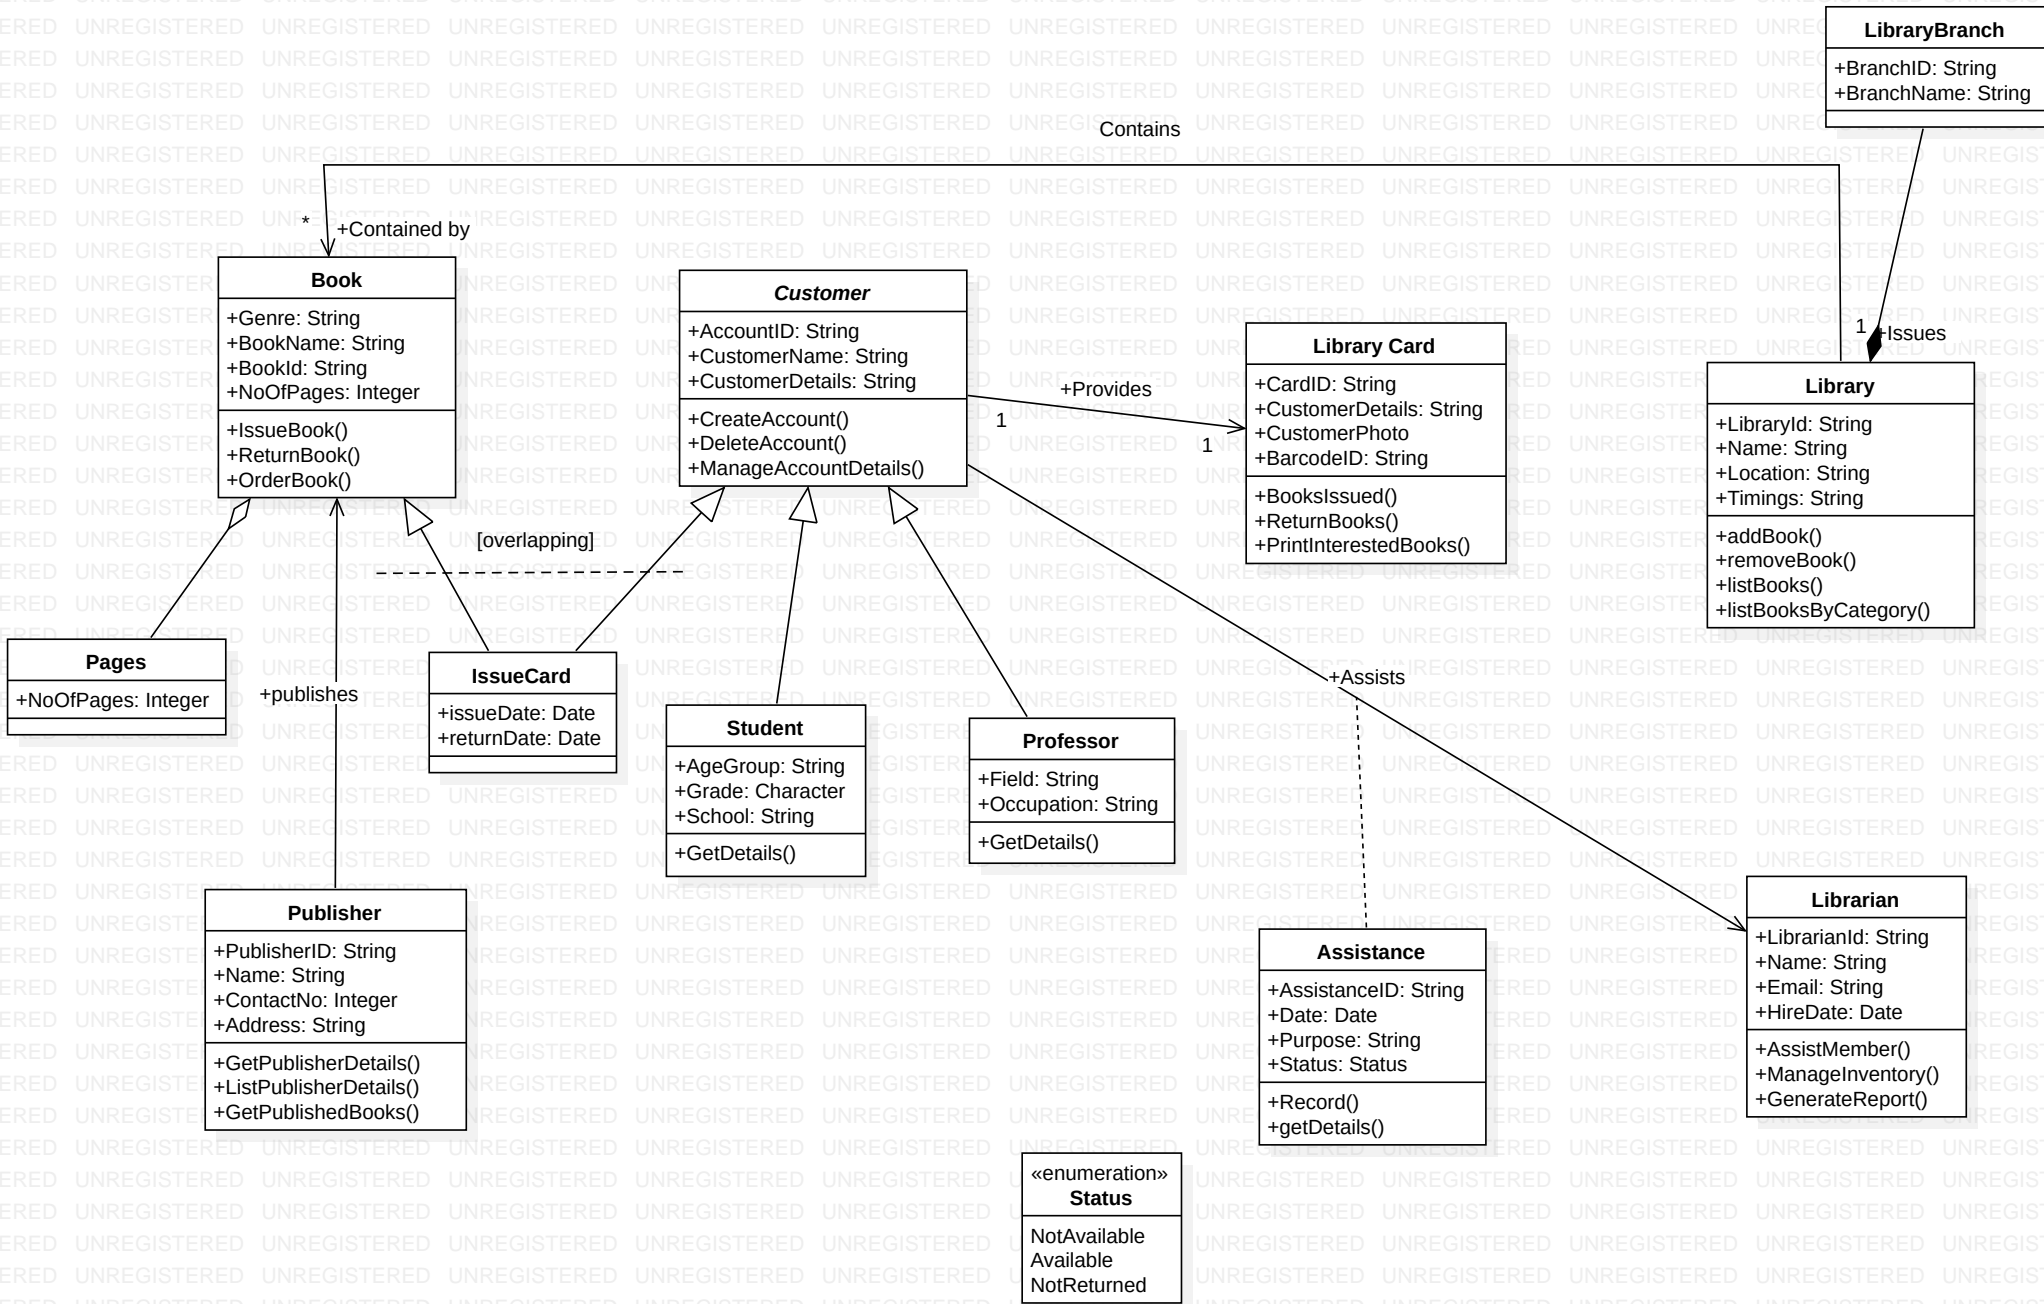 LibraryBranch
+BranchID: String
+BranchName: String
Contains
*
+Contained by
Book
+Genre: String
+BookName: String
+BookId: String
+NoOfPages: Integer
+IssueBook()
+ReturnBook()
+OrderBook()
Customer
+AccountID: String
+CustomerName: String
+CustomerDetails: String
+CreateAccount()
+DeleteAccount()
+ManageAccountDetails()
+Provides
1
1
Library Card
+CardID: String
+CustomerDetails: String
+CustomerPhoto
+BarcodeID: String
+BooksIssued()
+ReturnBooks()
+PrintInterestedBooks()
1
+Issues
Library
+LibraryId: String
+Name: String
+Location: String
+Timings: String
+addBook()
+removeBook()
+listBooks()
+listBooksByCategory()
[overlapping]
Pages
+NoOfPages: Integer
+publishes
IssueCard
+issueDate: Date
+returnDate: Date
Student
+AgeGroup: String
+Grade: Character
+School: String
+GetDetails()
Professor
+Field: String
+Occupation: String
+GetDetails()
+Assists
Publisher
+PublisherID: String
+Name: String
+ContactNo: Integer
+Address: String
+GetPublisherDetails()
+ListPublisherDetails()
+GetPublishedBooks()
Assistance
+AssistanceID: String
+Date: Date
+Purpose: String
+Status: Status
+Record()
+getDetails()
Librarian
+LibrarianId: String
+Name: String
+Email: String
+HireDate: Date
+AssistMember()
+ManageInventory()
+GenerateReport()
«enumeration»
Status
NotAvailable
Available
NotReturned
UNREGISTERED